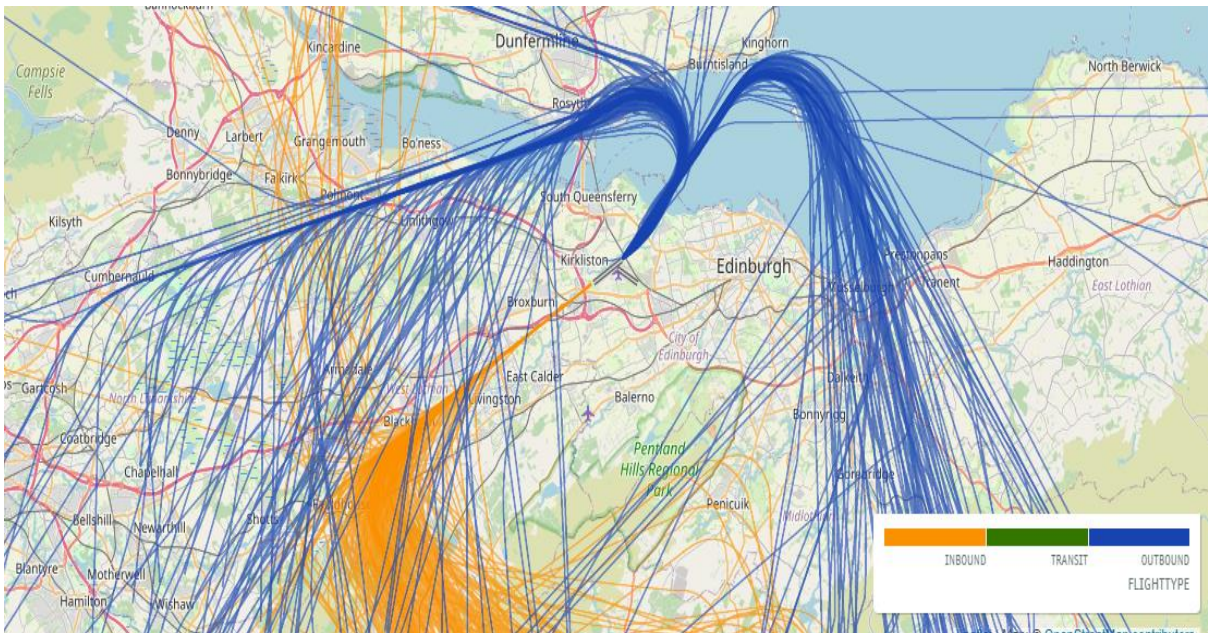 Bannockburn
Kincardine
Dunfermline
Kinghorn
Burntisland
Campsie
Fells
North Berwick
Rosyth
Denny
Larbert
Grangemouth
Bo'ness
Bonnybridge
Falkirk
Polmont
South Queensferry
Kilsyth
Linlithgow
Kirkliston
Edinburgh
Prestonpans
Haddington
Cumbernauld
Musselburgh
Tranent
East Lothian
Broxburn
City of
Edinburgh
Armadale
West Lothian
East Calder
Dalkeith
Gartcosh
North Lanarkshire
Livingston
Balerno
Blackburn
Bonnyrigg
Coatbridge
Pentland
Hills Regional
Park
Chapelhall
Gorebridge
Penicuik
Midlothian
Bellshill
Newarthill
Shotts
Blantyre
Motherwell
Hamilton
Wishaw
INBOUND
TRANSIT
OUTBOUND
FLIGHTTYPE
© OpenStreetMap contributors